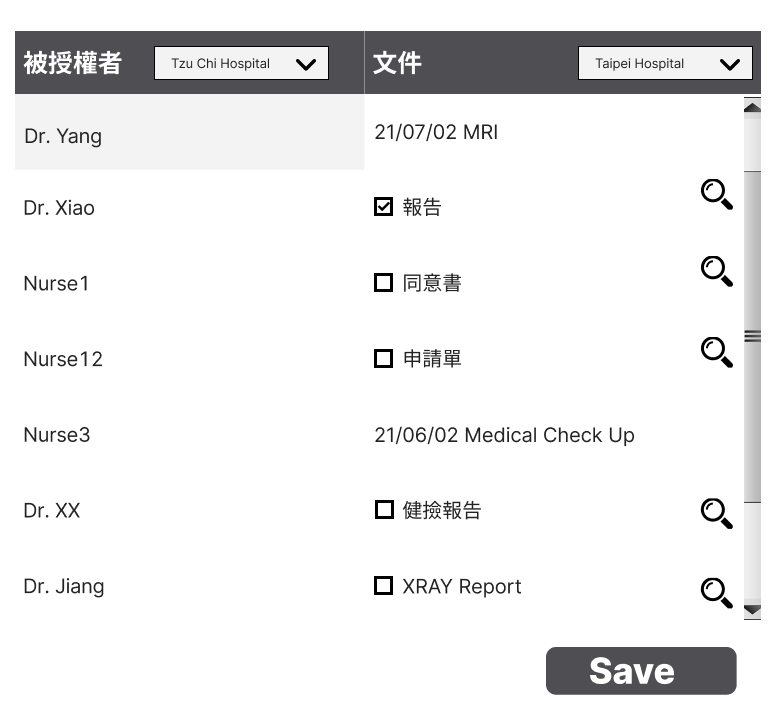 被授權者
Tzu Chi Hospital
文件
Taipei Hospital
Dr. Yang
21/07/02 MRI
Dr. Xiao
報告
Nurse1
同意書
Nurse12
申請單
Nurse3
21/06/02 Medical Check Up
Dr. XX
健撿報告
Dr. Jiang
XRAY Report
Save